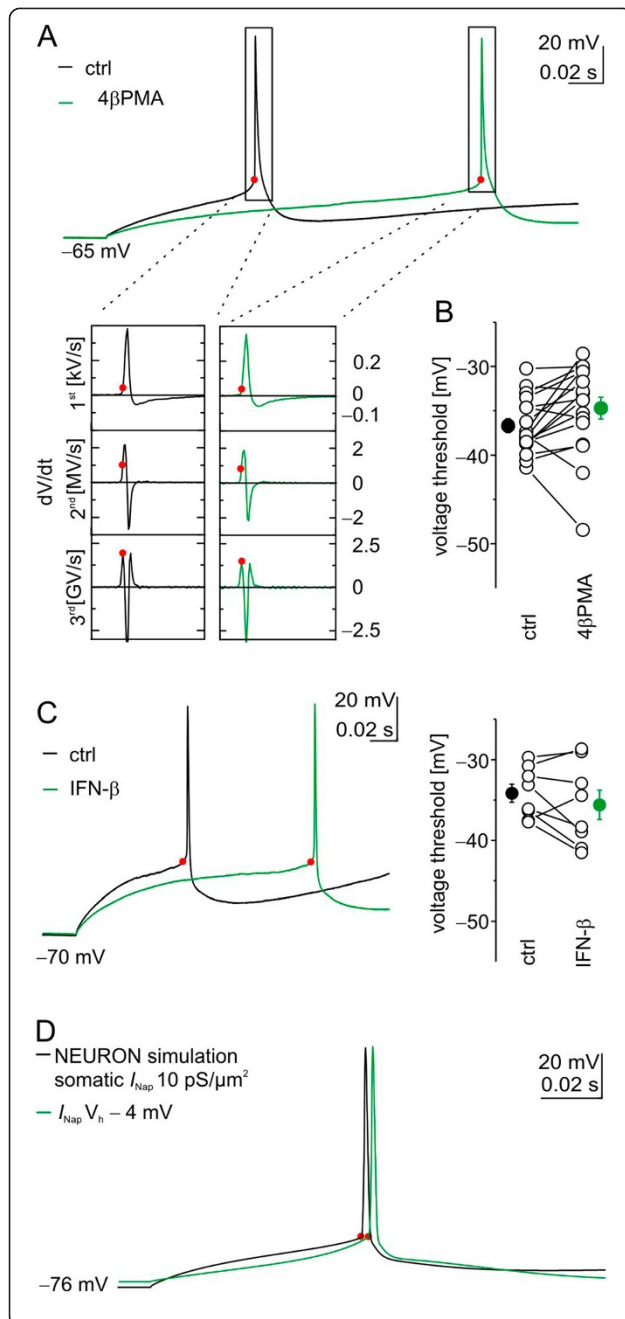 A
ctrl
4βPMA
20 mV
0.02 s
–65 mV
dV/dt
1st [kV/s]
0.2
0
–0.1
2nd[MV/s]
2
0
–2
3rd[GV/s]
2.5
0
–2.5
B
voltage threshold [mV]
–30
–40
–50
ctrl
4βPMA
C
ctrl
IFN-β
20 mV
0.02 s
–70 mV
voltage threshold [mV]
–30
–40
–50
ctrl
IFN-β
D
NEURON simulation
somatic INap 10 pS/μm²
INap Vh – 4 mV
20 mV
0.02 s
–76 mV